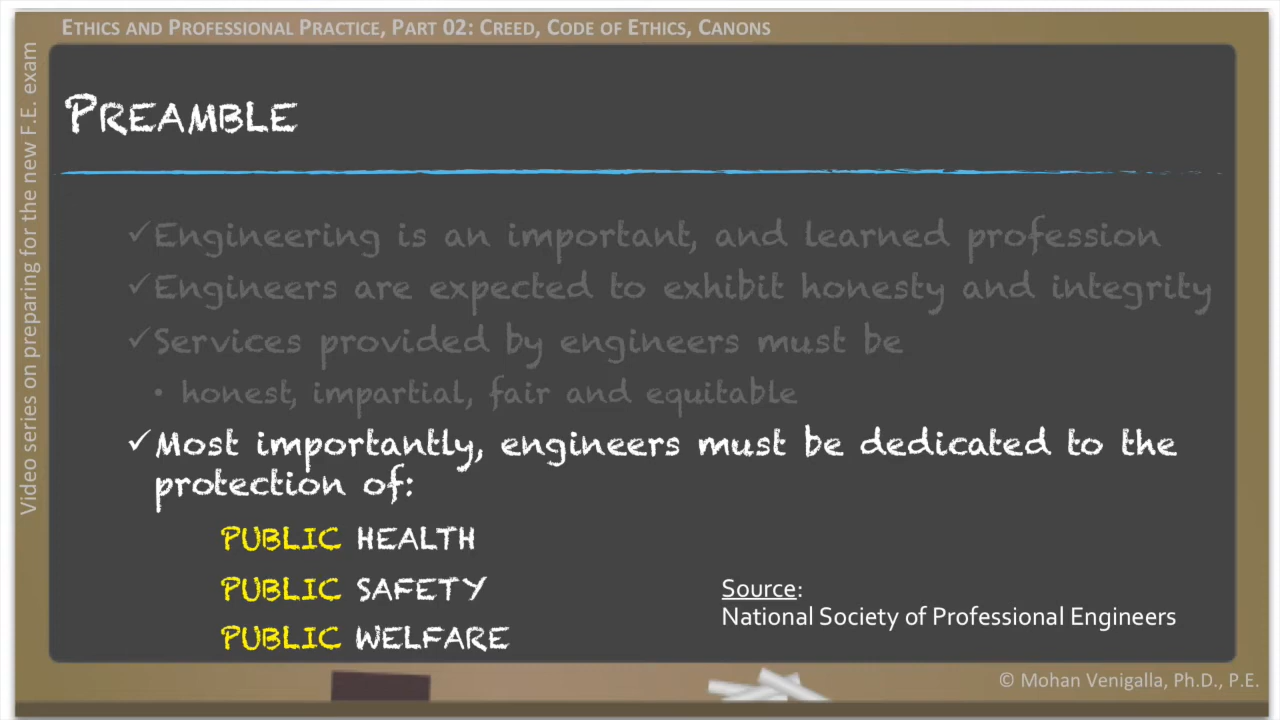 ETHICS AND PROFESSIONAL PRACTICE, PART 02: CREED, CODE OF ETHICS, CANONS
Video series on preparing for the new F.E. exam
PREAMBLE
✓Engineering is an important, and learned profession
✓Engineers are expected to exhibit honesty and integrity
✓Services provided by engineers must be
• honest, impartial, fair and equitable
✓Most importantly, engineers must be dedicated to the
protection of:
PUBLIC HEALTH
PUBLIC SAFETY
PUBLIC WELFARE
Source:
National Society of Professional Engineers
© Mohan Venigalla, Ph.D., P.E.